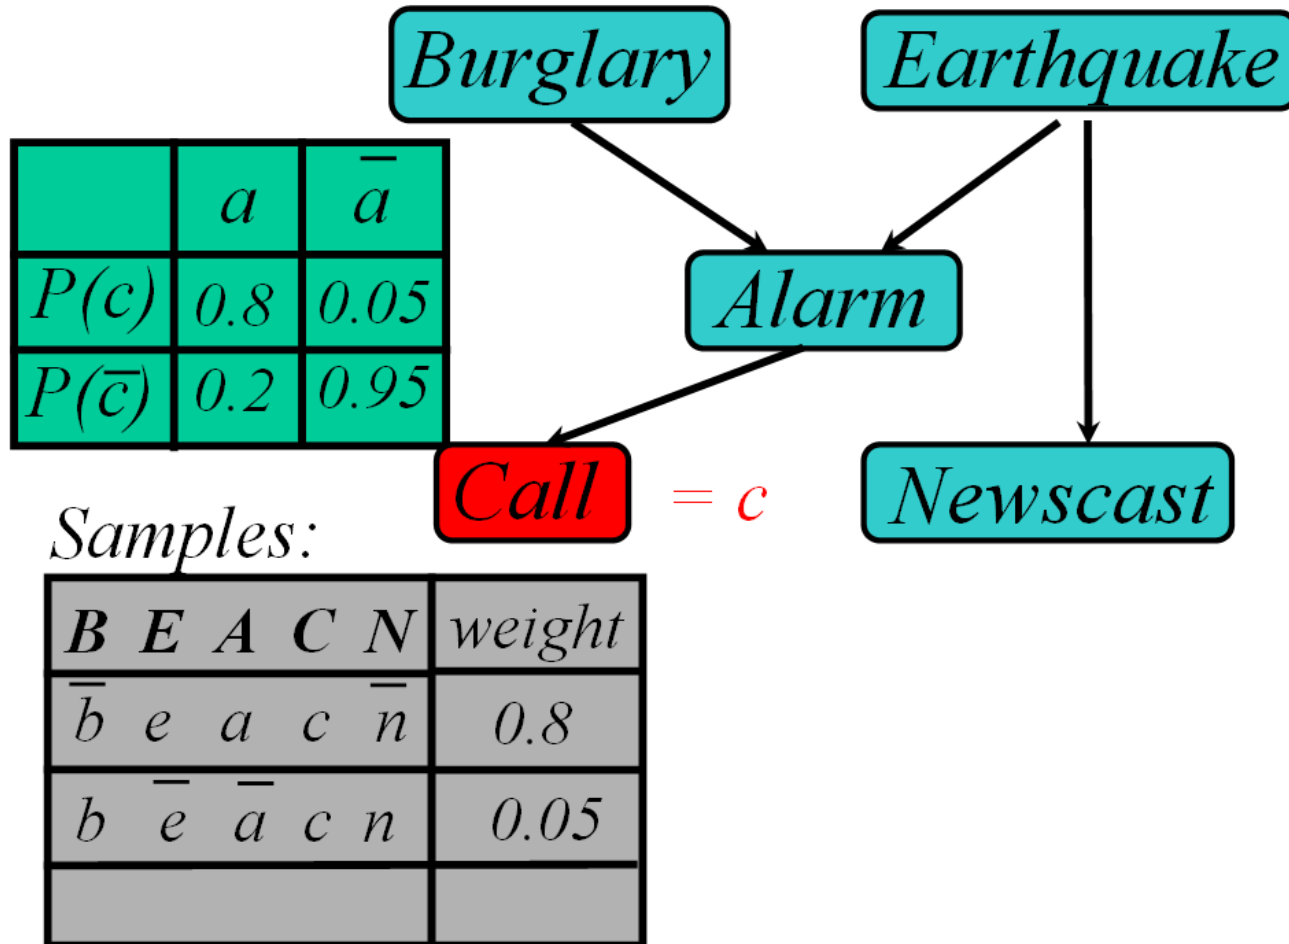 Burglary Earthquake
a a̅
P(c) 0.8 0.05
P(c̅) 0.2 0.95
Alarm
Call = c Newscast
Samples:
B E A C N weight
b̅ e a c n̅ 0.8
b e̅ a̅ c n 0.05